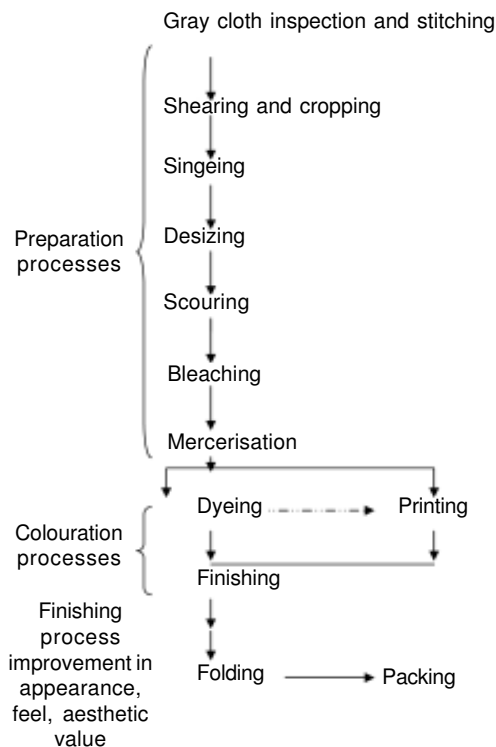 Gray cloth inspection and stitching
Shearing and cropping
Singeing
Preparation
processes
Desizing
Scouring
Bleaching
Mercerisation
Dyeing
Printing
Colouration
processes
Finishing
Finishing
process
improvement in
appearance,
feel, aesthetic
value
Folding
Packing